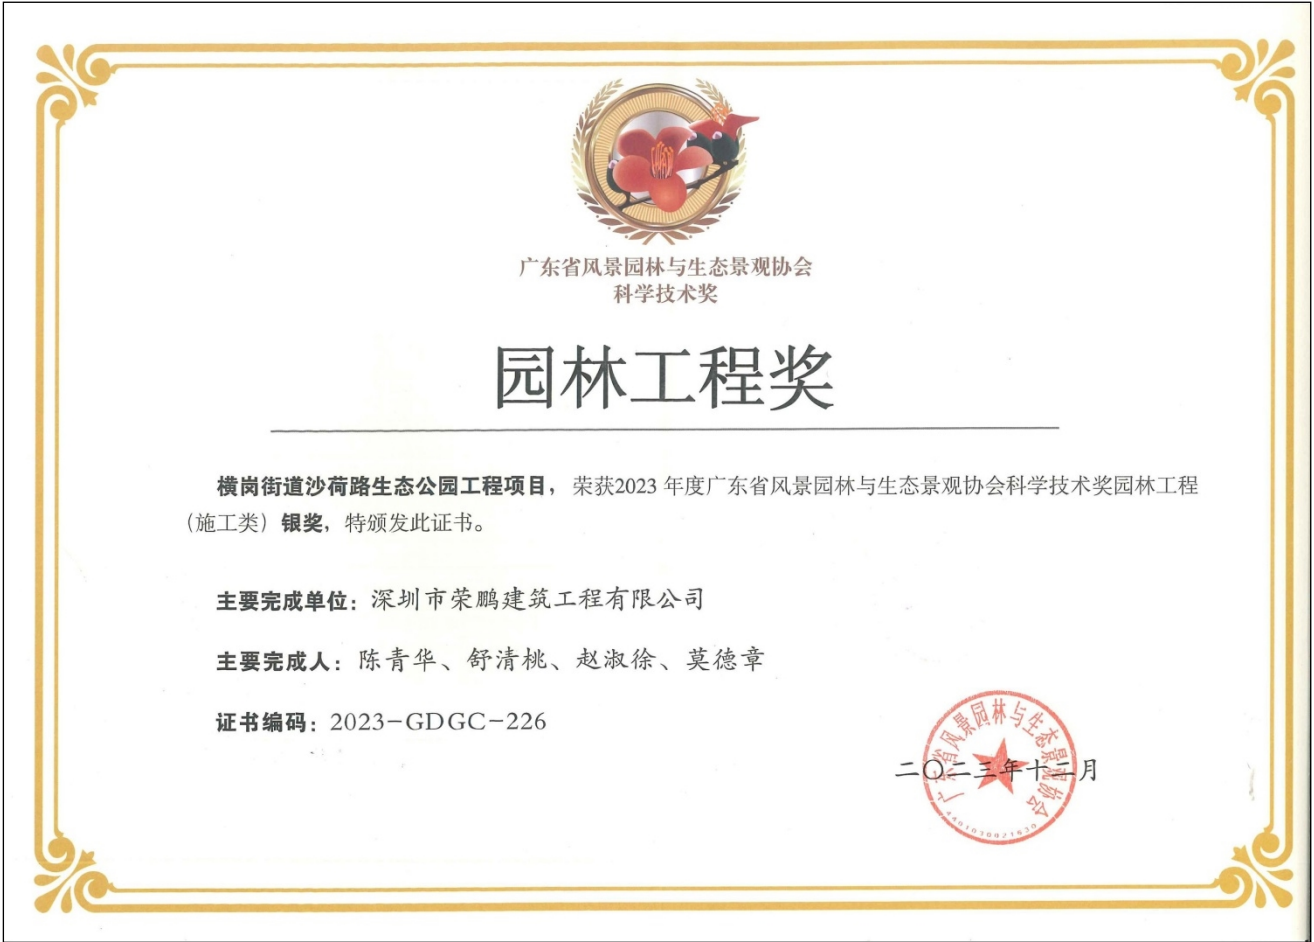 广东省风景园林与生态景观协会
科学技术奖
园林工程奖
横岗街道沙荷路生态公园工程项目，荣获2023 年度广东省风景园林与生态景观协会科学技术奖园林工程
（施工类）银奖，特颁发此证书。
主要完成单位：深圳市荣鹏建筑工程有限公司
主要完成人：陈青华、舒清桃、赵淑徐、莫德章
证书编码：2023-GDGC-226
广东省风景园林与生态景观协会
二〇二三年十二月